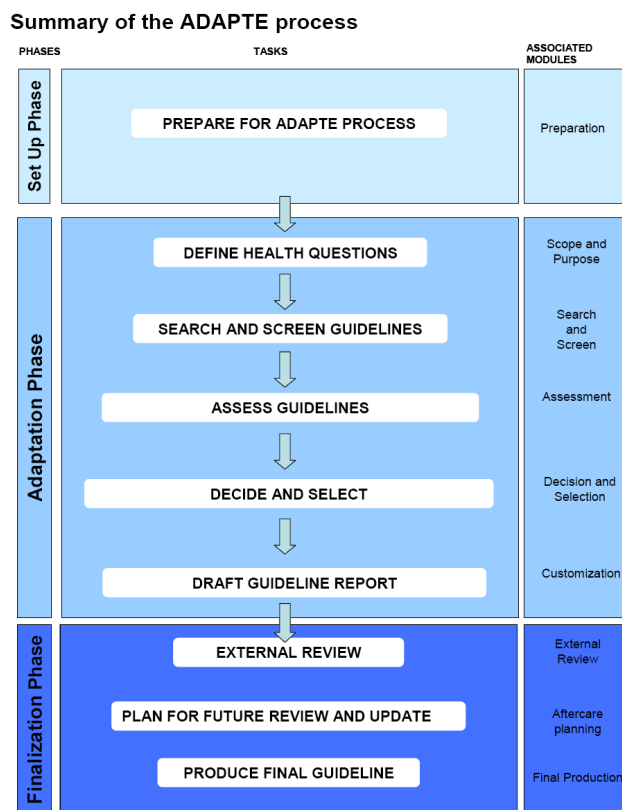 Summary of the ADAPTE process
PHASES
TASKS
ASSOCIATED
MODULES
Set Up Phase
PREPARE FOR ADAPTE PROCESS
Preparation
Adaptation Phase
DEFINE HEALTH QUESTIONS
Scope and
Purpose
SEARCH AND SCREEN GUIDELINES
Search
and
Screen
ASSESS GUIDELINES
Assessment
DECIDE AND SELECT
Decision and
Selection
DRAFT GUIDELINE REPORT
Customization
Finalization Phase
EXTERNAL REVIEW
External
Review
PLAN FOR FUTURE REVIEW AND UPDATE
Aftercare
planning
PRODUCE FINAL GUIDELINE
Final Production